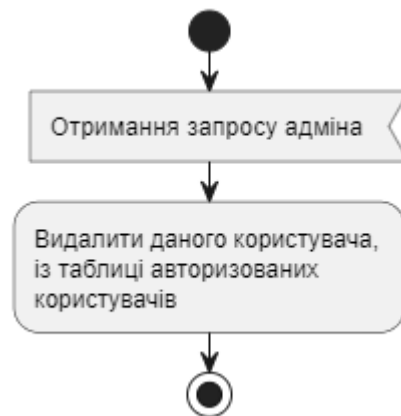 Отримання запросу адміна
Видалити даного користувача,
із таблиці авторизованих
користувачів